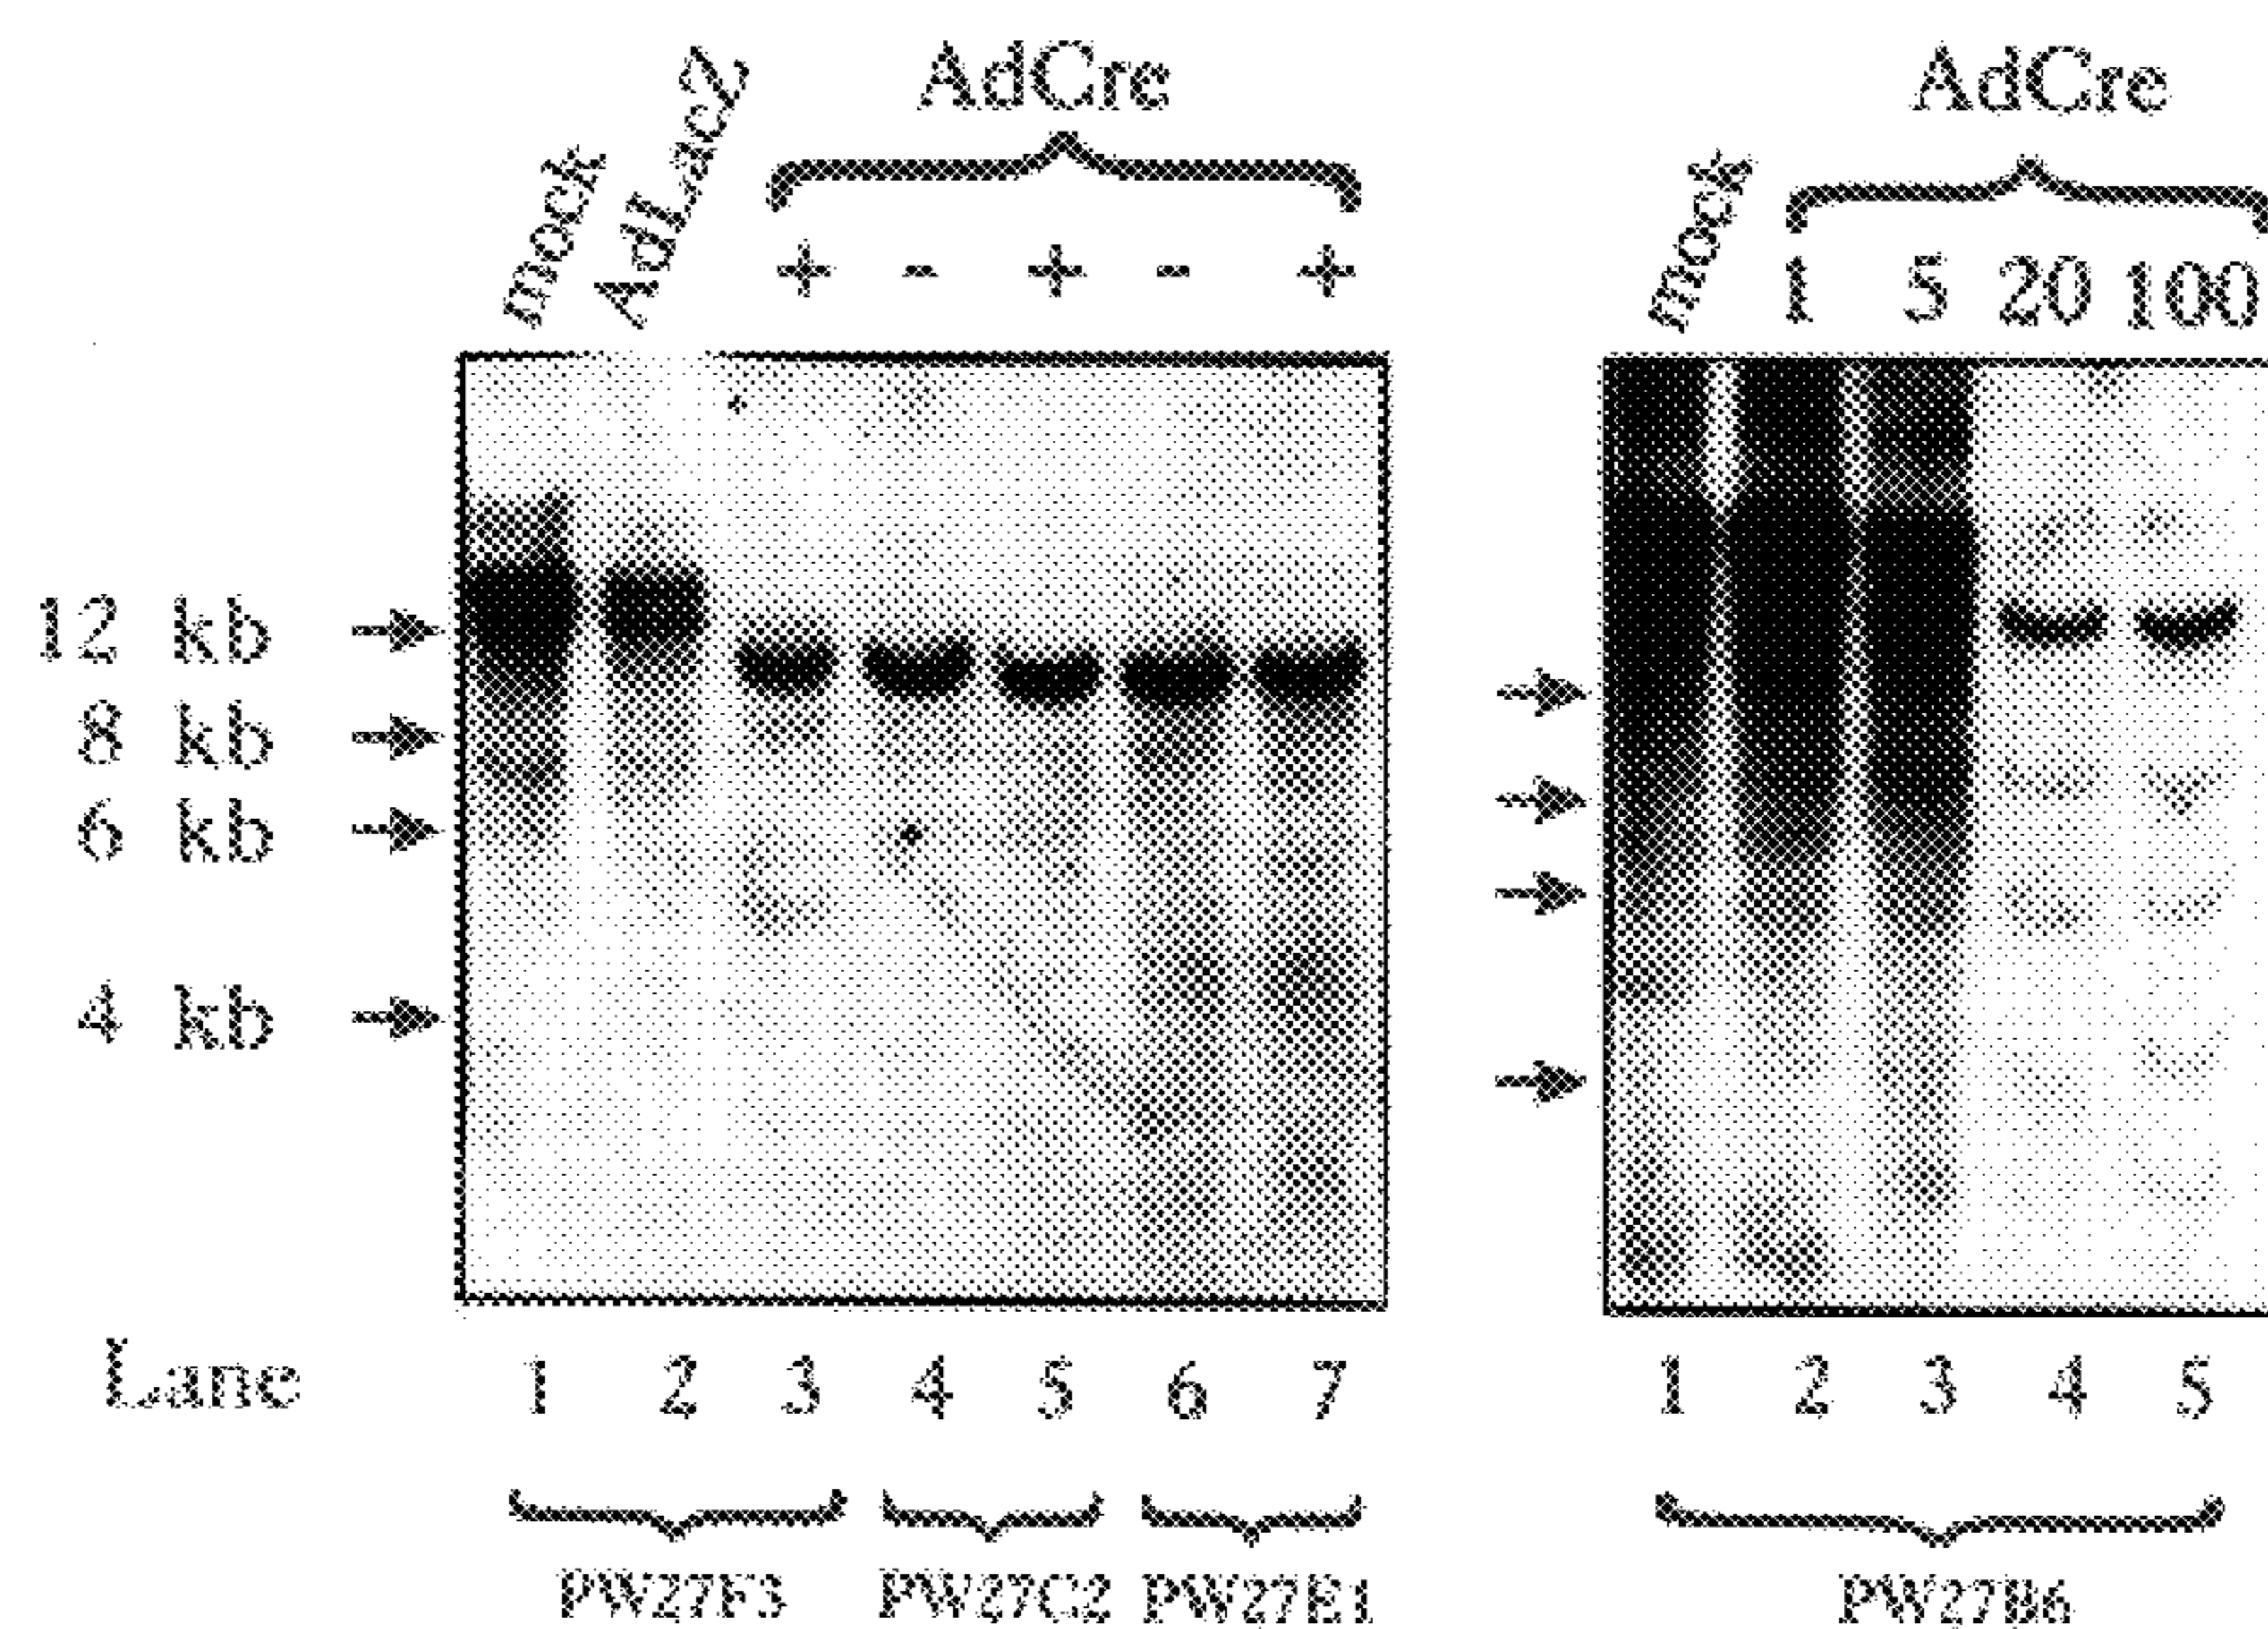 AdCre AdCre
mock AdLacZ mock
+ - + - + 1 5 20 100
12 kb
8 kb
6 kb
4 kb
Lane 1 2 3 4 5 6 7 1 2 3 4 5
PW27F3 PW27C2 PW27E1 PW27B6